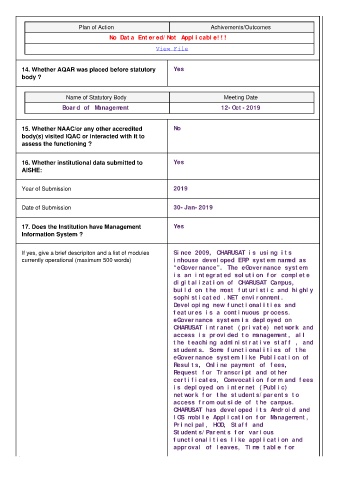 Plan of Action Achivements/Outcomes
No Data Entered/Not Applicable!!!
View File
14. Whether AQAR was placed before statutory Yes
body ?
Name of Statutory Body Meeting Date
Board of Management 12-Oct-2019
15. Whether NAAC/or any other accredited No
body(s) visited IQAC or interacted with it to
assess the functioning ?
16. Whether institutional data submitted to Yes
AISHE:
Year of Submission 2019
Date of Submission 30-Jan-2019
17. Does the Institution have Management Yes
Information System ?
If yes, give a brief descripiton and a list of modules Since 2009, CHARUSAT is using its
currently operational (maximum 500 words) inhouse developed ERP system named as
"eGovernance". The eGovernance system
is an integrated solution for complete
digitalization of CHARUSAT Campus,
build on the most futuristic and highly
sophisticated .NET environment.
Developing new functionalities and
features is a continuous process.
eGovernance system is deployed on
CHARUSAT intranet (private) network and
access is provided to management, all
the teaching administrative staff , and
students. Some functionalities of the
eGovernance system like Publication of
Results, Online payment of fees,
Request for Transcript and other
certificates, Convocation form and fees
is deployed on internet (Public)
network for the students/parents to
access from outside of the campus.
CHARUSAT has developed its Android and
IOS mobile Application for Management,
Principal, HOD, Staff and
Students/Parents for various
functionalities like application and
approval of leaves, Time table for